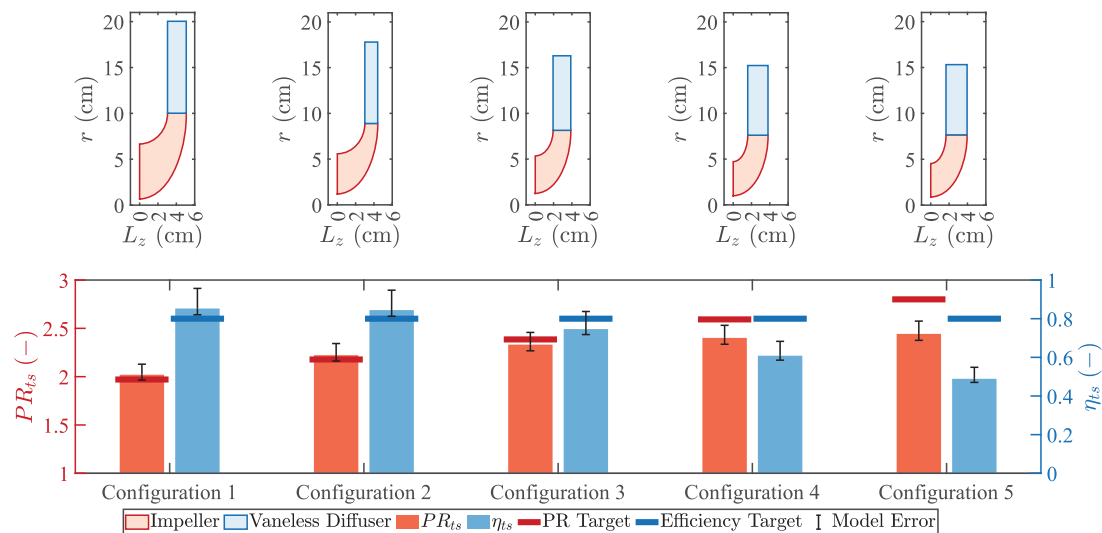 20
15
10
5
0
r (cm)
0 2 4 6
L_z (cm)
20
15
10
5
0
r (cm)
0 2 4 6
L_z (cm)
20
15
10
5
0
r (cm)
0 2 4 6
L_z (cm)
20
15
10
5
0
r (cm)
0 2 4 6
L_z (cm)
20
15
10
5
0
r (cm)
0 2 4 6
L_z (cm)
3
2.5
2
1.5
1
PR_ts (−)
1
0.8
0.6
0.4
0.2
0
η_ts (−)
Configuration 1 Configuration 2 Configuration 3 Configuration 4 Configuration 5
Impeller Vaneless Diffuser PR_ts η_ts PR Target Efficiency Target Model Error